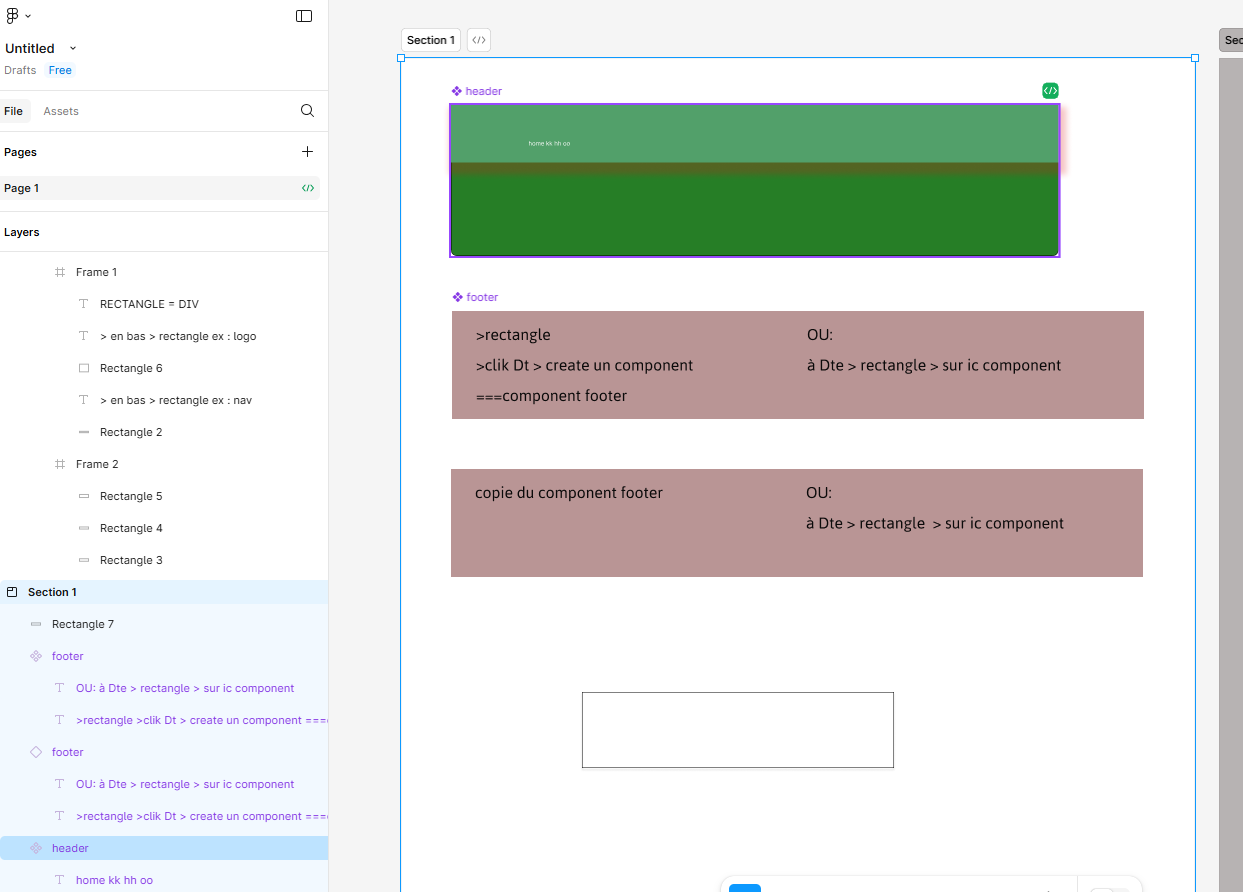 Untitled
Drafts Free
File Assets
Pages
Page 1
Layers
Frame 1
RECTANGLE = DIV
> en bas > rectangle ex : logo
Rectangle 6
> en bas > rectangle ex : nav
Rectangle 2
Frame 2
Rectangle 5
Rectangle 4
Rectangle 3
Section 1
Rectangle 7
footer
OU: à Dte > rectangle > sur ic component
>rectangle >clik Dt > create un component ===
footer
OU: à Dte > rectangle > sur ic component
>rectangle >clik Dt > create un component ===
header
home kk hh oo
Section 1
Sec
header
home kk hh oo
footer
>rectangle
>clik Dt > create un component
===component footer
OU:
à Dte > rectangle > sur ic component
copie du component footer
OU:
à Dte > rectangle  > sur ic component